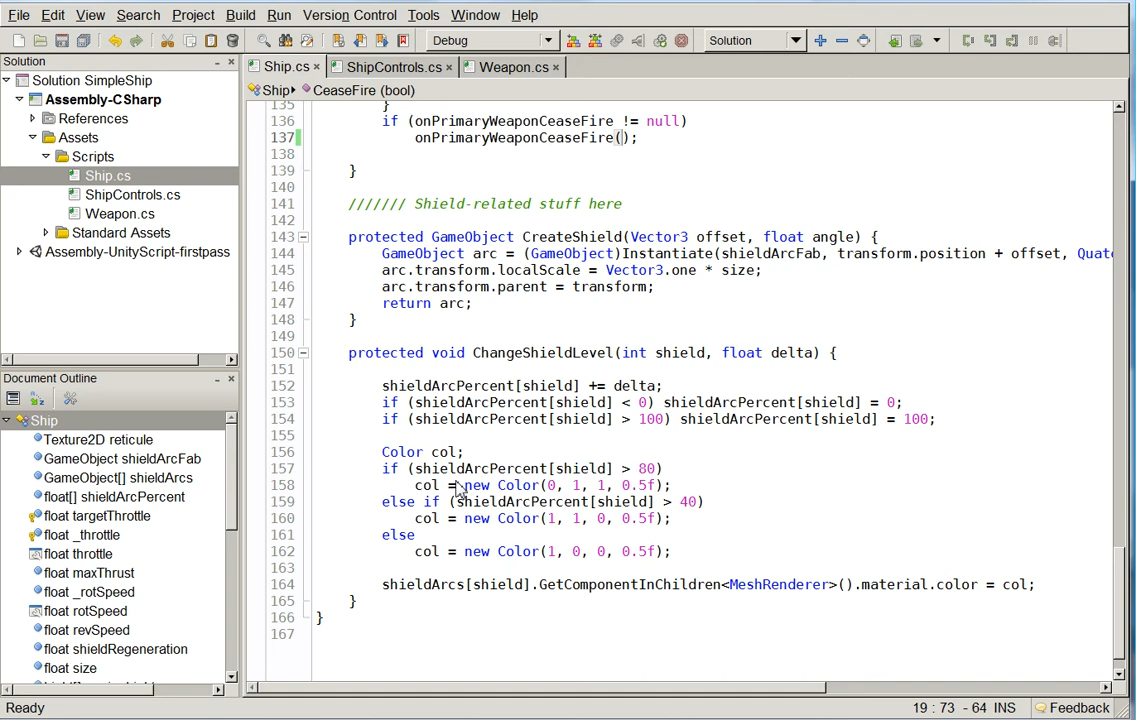 File Edit View Search Project Build Run Version Control Tools Window Help
Debug Solution
Solution
Solution SimpleShip
Assembly-CSharp
References
Assets
Scripts
Ship.cs
ShipControls.cs
Weapon.cs
Standard Assets
Assembly-UnityScript-firstpass
Document Outline
Ship
Texture2D reticule
GameObject shieldArcFab
GameObject[] shieldArcs
float[] shieldArcPercent
float targetThrottle
float _throttle
float throttle
float maxThrust
float _rotSpeed
float rotSpeed
float revSpeed
float shieldRegeneration
float size
Ship.cs × ShipControls.cs × Weapon.cs ×
Ship CeaseFire (bool)
135 }
136 if (onPrimaryWeaponCeaseFire != null)
137 onPrimaryWeaponCeaseFire();
138
139 }
140
141 /////// Shield-related stuff here
142
143 protected GameObject CreateShield(Vector3 offset, float angle) {
144 GameObject arc = (GameObject)Instantiate(shieldArcFab, transform.position + offset, Quate
145 arc.transform.localScale = Vector3.one * size;
146 arc.transform.parent = transform;
147 return arc;
148 }
149
150 protected void ChangeShieldLevel(int shield, float delta) {
151
152 shieldArcPercent[shield] += delta;
153 if (shieldArcPercent[shield] < 0) shieldArcPercent[shield] = 0;
154 if (shieldArcPercent[shield] > 100) shieldArcPercent[shield] = 100;
155
156 Color col;
157 if (shieldArcPercent[shield] > 80)
158 col = new Color(0, 1, 1, 0.5f);
159 else if (shieldArcPercent[shield] > 40)
160 col = new Color(1, 1, 0, 0.5f);
161 else
162 col = new Color(1, 0, 0, 0.5f);
163
164 shieldArcs[shield].GetComponentInChildren<MeshRenderer>().material.color = col;
165 }
166 }
167
Ready 19 : 73 - 64 INS Feedback